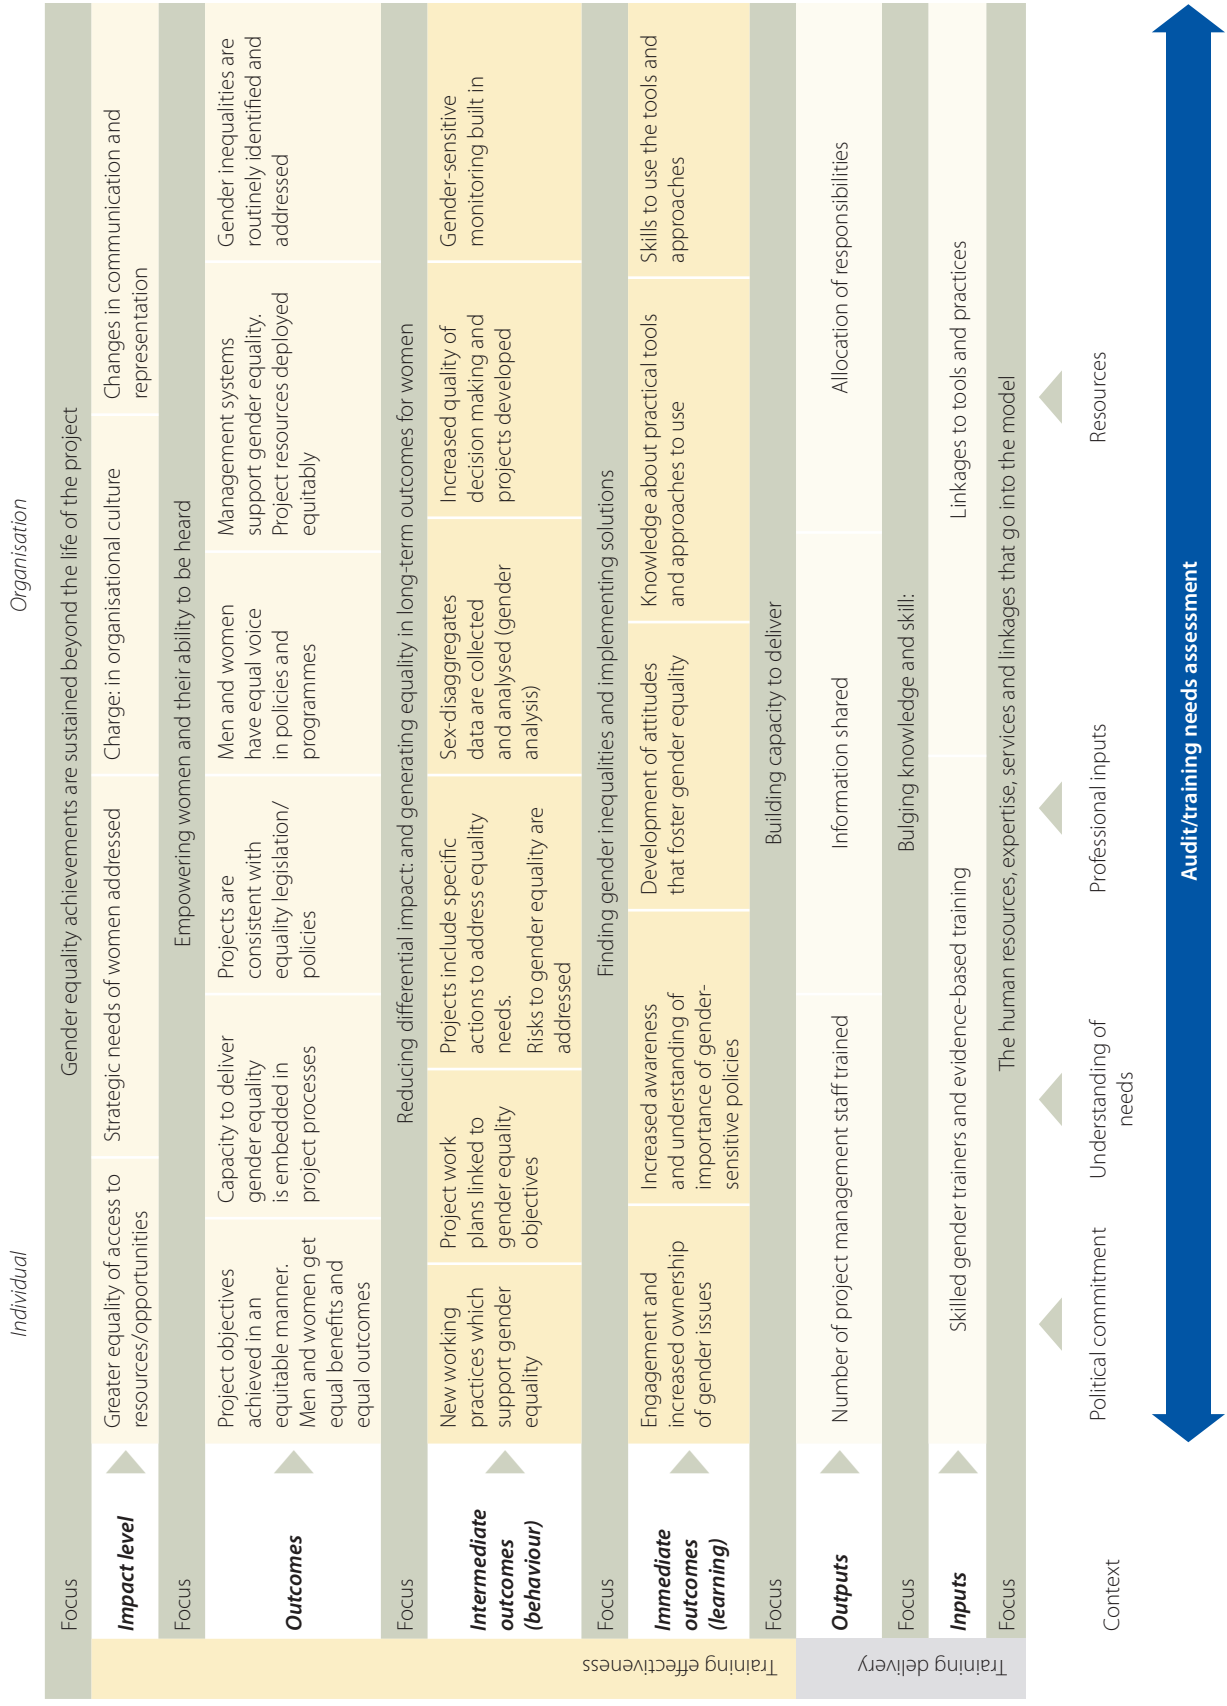 Individual
Organisation
Focus
Gender equality achievements are sustained beyond the life of the project
Impact level
Greater equality of access to
resources/opportunities
Strategic needs of women addressed
Charge: in organisational culture
Changes in communication and
representation
Focus
Empowering women and their ability to be heard
Outcomes
Project objectives
achieved in an
equitable manner.
Men and women get
equal benefits and
equal outcomes
Capacity to deliver
gender equality
is embedded in
project processes
Projects are
consistent with
equality legislation/
policies
Men and women
have equal voice
in policies and
programmes
Management systems
support gender equality.
Project resources deployed
equitably
Gender inequalities are
routinely identified and
addressed
Focus
Reducing differential impact: and generating equality in long-term outcomes for women
Intermediate
outcomes
(behaviour)
New working
practices which
support gender
equality
Project work
plans linked to
gender equality
objectives
Projects include specific
actions to address equality
needs.
Risks to gender equality are
addressed
Sex-disaggregates
data are collected
and analysed (gender
analysis)
Increased quality of
decision making and
projects developed
Gender-sensitive
monitoring built in
Focus
Finding gender inequalities and implementing solutions
Immediate
outcomes
(learning)
Engagement and
increased ownership
of gender issues
Increased awareness
and understanding of
importance of gender-
sensitive policies
Development of attitudes
that foster gender equality
Knowledge about practical tools
and approaches to use
Skills to use the tools and
approaches
Focus
Building capacity to deliver
Training effectiveness
Outputs
Number of project management staff trained
Information shared
Allocation of responsibilities
Focus
Bulging knowledge and skill:
Inputs
Skilled gender trainers and evidence-based training
Linkages to tools and practices
Focus
The human resources, expertise, services and linkages that go into the model
Training delivery
Context
Political commitment
Understanding of
needs
Professional inputs
Resources
Audit/training needs assessment